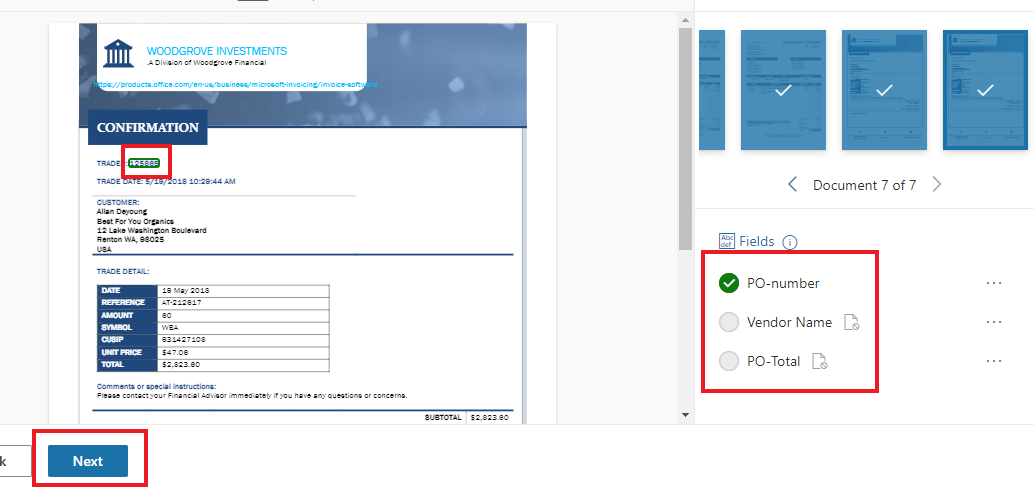 WOODGROVE INVESTMENTS
A Division of Woodgrove Financial
https://products.office.com/en-us/business/microsoft-invoicing/invoice-software
CONFIRMATION
TRADE
TRADE DATE: 5/19/2018 10:29:44 AM
CUSTOMER:
Allan Deyoung
Best For You Organics
12 Lake Washington Boulevard
Renton WA, 98025
USA
TRADE DETAIL:
DATE 19 May 2018
REFERENCE AT-212617
AMOUNT 60
SYMBOL WBA
CUSIP 931427108
UNIT PRICE $47.06
TOTAL $2,823.60
Comments or special instructions:
Please contact your Financial Advisor immediately if you have any questions or concerns.
SUBTOTAL $2,823.60
Document 7 of 7
Abc
def
Fields
PO-number
Vendor Name
PO-Total
k
Next